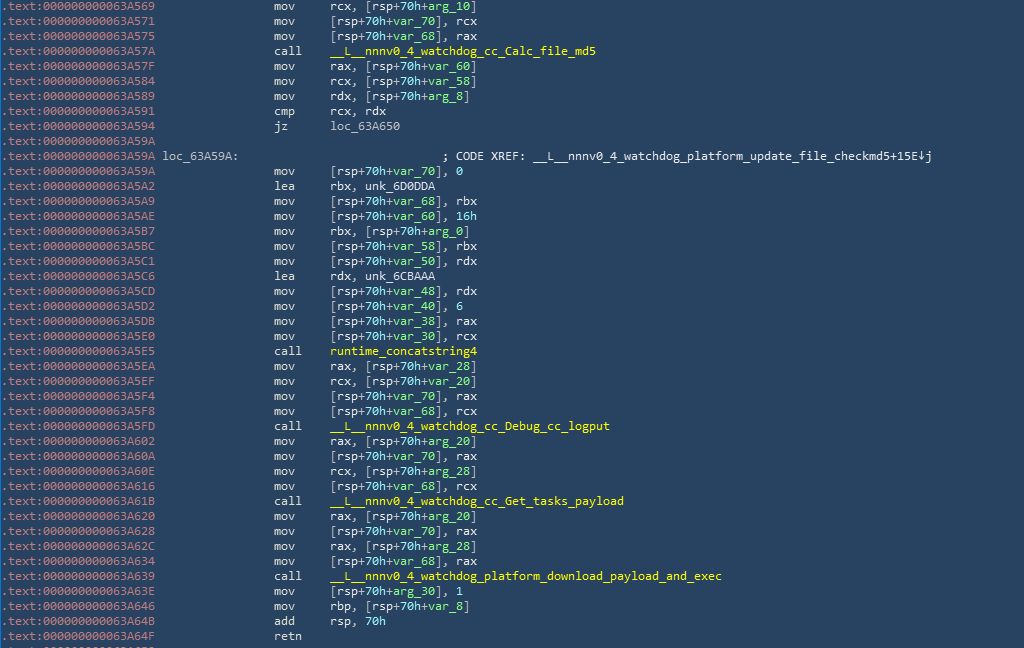 .text:000000000063A569 mov rcx, [rsp+70h+arg_10]
.text:000000000063A571 mov [rsp+70h+var_70], rcx
.text:000000000063A575 mov [rsp+70h+var_68], rax
.text:000000000063A57A call __L__nnnv0_4_watchdog_cc_Calc_file_md5
.text:000000000063A57F mov rax, [rsp+70h+var_60]
.text:000000000063A584 mov rcx, [rsp+70h+var_58]
.text:000000000063A589 mov rdx, [rsp+70h+arg_8]
.text:000000000063A591 cmp rcx, rdx
.text:000000000063A594 jz loc_63A650
.text:000000000063A59A
.text:000000000063A59A loc_63A59A: ; CODE XREF: __L__nnnv0_4_watchdog_platform_update_file_checkmd5+15E↓j
.text:000000000063A59A mov [rsp+70h+var_70], 0
.text:000000000063A5A2 lea rbx, unk_6D0DDA
.text:000000000063A5A9 mov [rsp+70h+var_68], rbx
.text:000000000063A5AE mov [rsp+70h+var_60], 16h
.text:000000000063A5B7 mov rbx, [rsp+70h+arg_0]
.text:000000000063A5BC mov [rsp+70h+var_58], rbx
.text:000000000063A5C1 mov [rsp+70h+var_50], rdx
.text:000000000063A5C6 lea rdx, unk_6CBAAA
.text:000000000063A5CD mov [rsp+70h+var_48], rdx
.text:000000000063A5D2 mov [rsp+70h+var_40], 6
.text:000000000063A5DB mov [rsp+70h+var_38], rax
.text:000000000063A5E0 mov [rsp+70h+var_30], rcx
.text:000000000063A5E5 call runtime_concatstring4
.text:000000000063A5EA mov rax, [rsp+70h+var_28]
.text:000000000063A5EF mov rcx, [rsp+70h+var_20]
.text:000000000063A5F4 mov [rsp+70h+var_70], rax
.text:000000000063A5F8 mov [rsp+70h+var_68], rcx
.text:000000000063A5FD call __L__nnnv0_4_watchdog_cc_Debug_cc_logput
.text:000000000063A602 mov rax, [rsp+70h+arg_20]
.text:000000000063A60A mov [rsp+70h+var_70], rax
.text:000000000063A60E mov rcx, [rsp+70h+arg_28]
.text:000000000063A616 mov [rsp+70h+var_68], rcx
.text:000000000063A61B call __L__nnnv0_4_watchdog_cc_Get_tasks_payload
.text:000000000063A620 mov rax, [rsp+70h+arg_20]
.text:000000000063A628 mov [rsp+70h+var_70], rax
.text:000000000063A62C mov rax, [rsp+70h+arg_28]
.text:000000000063A634 mov [rsp+70h+var_68], rax
.text:000000000063A639 call __L__nnnv0_4_watchdog_platform_download_payload_and_exec
.text:000000000063A63E mov [rsp+70h+arg_30], 1
.text:000000000063A646 mov rbp, [rsp+70h+var_8]
.text:000000000063A64B add rsp, 70h
.text:000000000063A64F retn